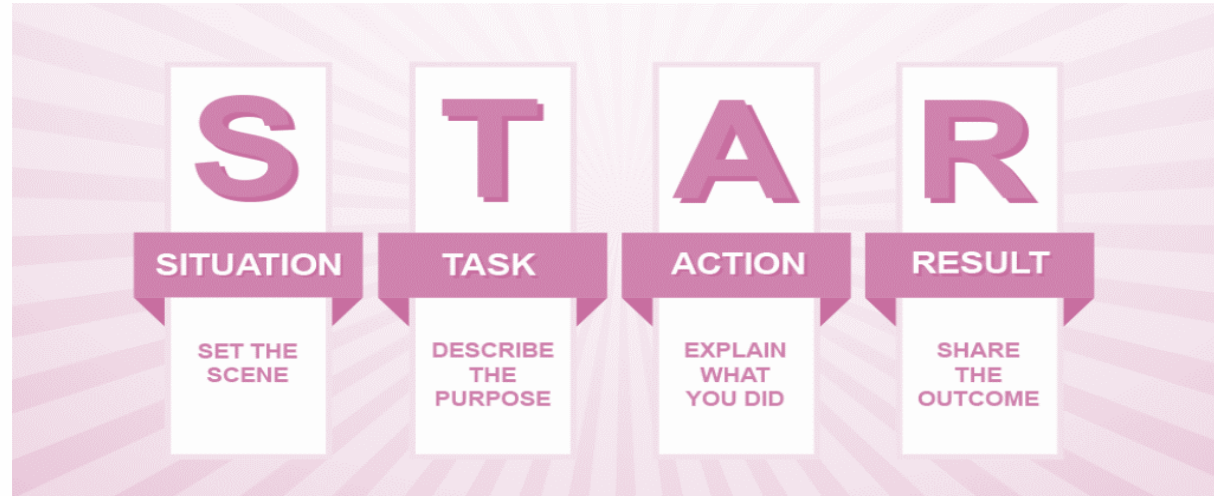 S
SITUATION
SET THE
SCENE
T
TASK
DESCRIBE
THE
PURPOSE
A
ACTION
EXPLAIN
WHAT
YOU DID
R
RESULT
SHARE
THE
OUTCOME